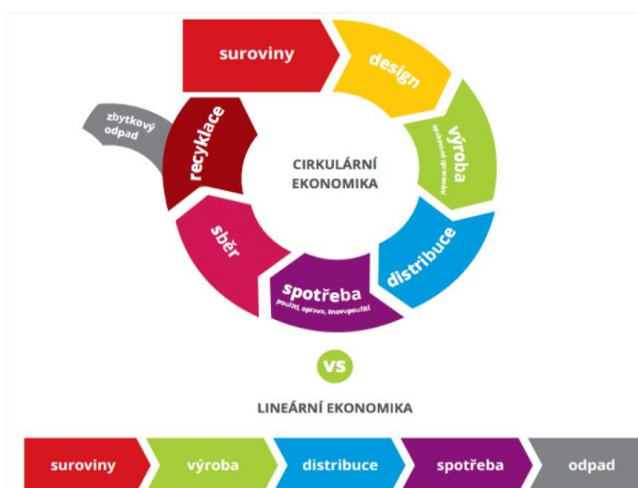 suroviny
design
výroba
distribuce
spotřeba
použití, oprava, znovupoužití
sběr
recyklace
zbytkový
odpad
CIRKULÁRNÍ
EKONOMIKA
vs
LINEÁRNÍ EKONOMIKA
suroviny
výroba
distribuce
spotřeba
odpad